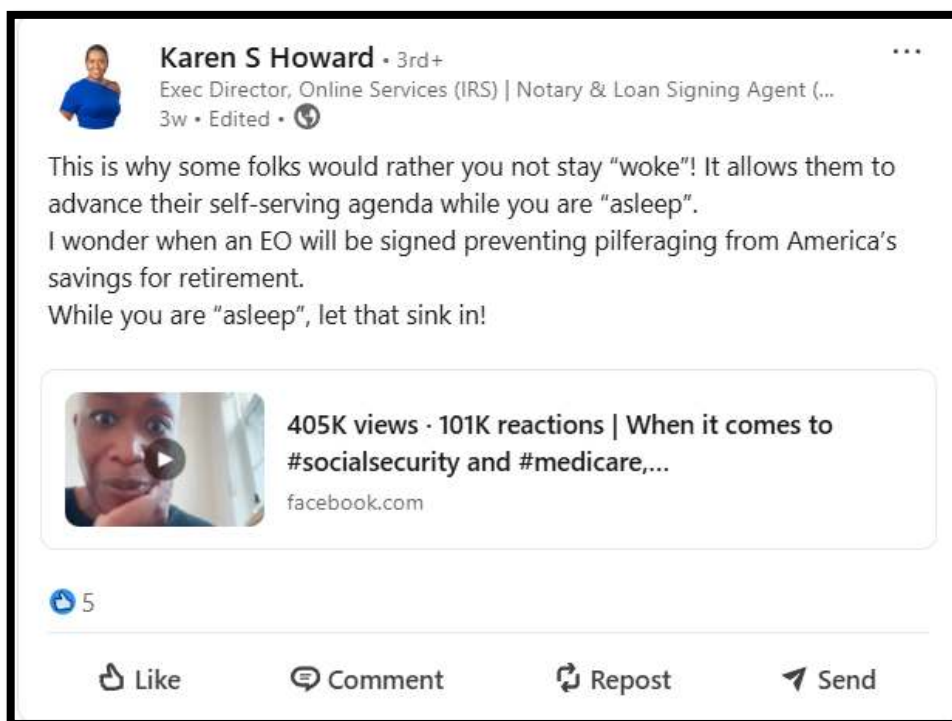 Karen S Howard • 3rd+
Exec Director, Online Services (IRS) | Notary & Loan Signing Agent (...
3w • Edited •
This is why some folks would rather you not stay “woke”! It allows them to
advance their self-serving agenda while you are “asleep”.
I wonder when an EO will be signed preventing pilferaging from America’s
savings for retirement.
While you are “asleep”, let that sink in!
405K views · 101K reactions | When it comes to
#socialsecurity and #medicare,...
facebook.com
5
Like Comment Repost Send